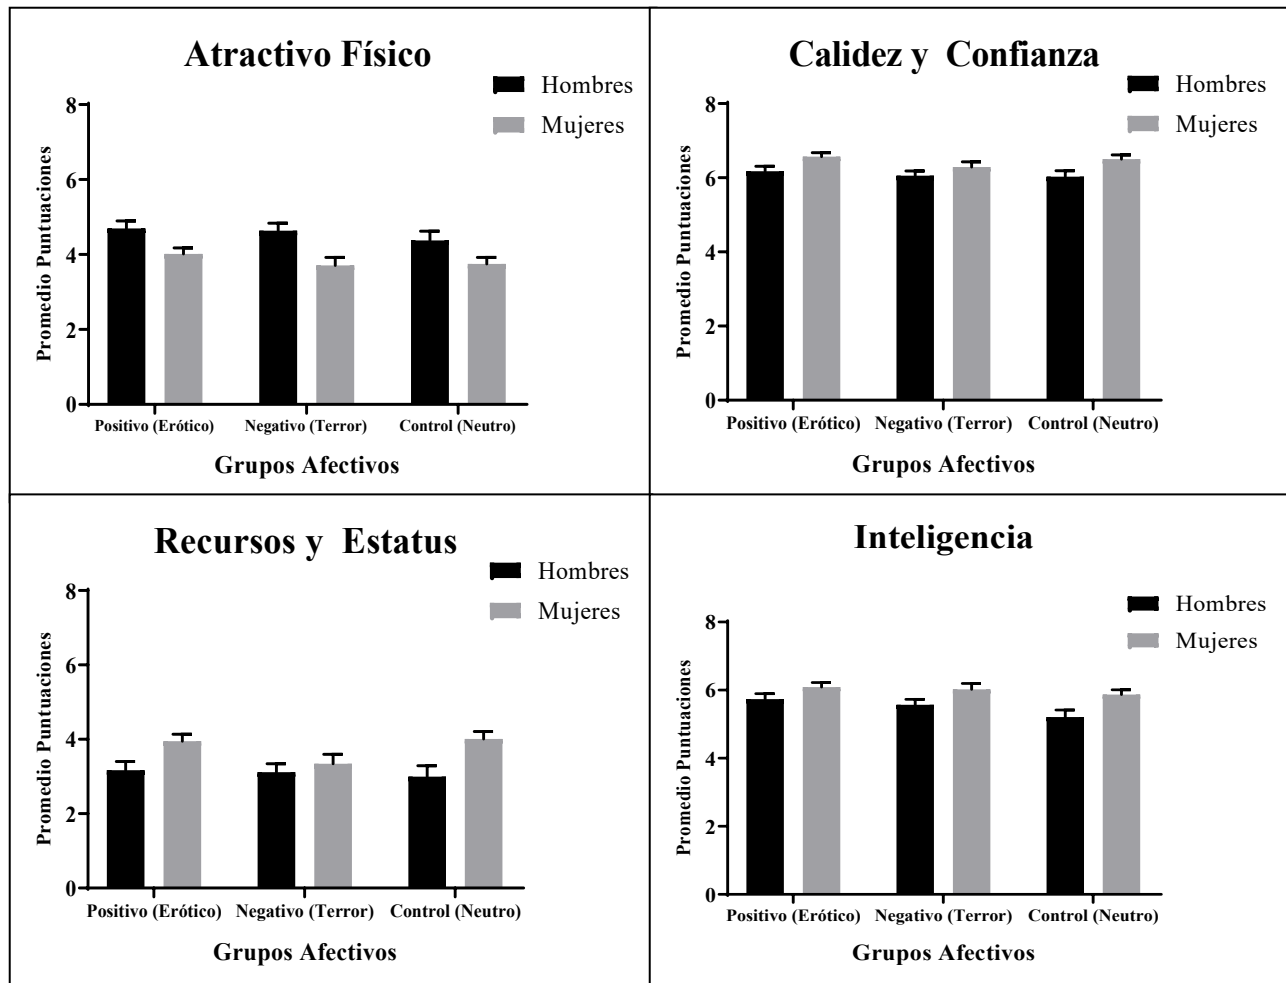 Atractivo Físico
Hombres
Mujeres
Promedio Puntuaciones
8
6
4
2
0
Positivo (Erótico) Negativo (Terror) Control (Neutro)
Grupos Afectivos
Calidez y Confianza
Hombres
Mujeres
Promedio Puntuaciones
8
6
4
2
0
Positivo (Erótico) Negativo (Terror) Control (Neutro)
Grupos Afectivos
Recursos y Estatus
Hombres
Mujeres
Promedio Puntuaciones
8
6
4
2
0
Positivo (Erótico) Negativo (Terror) Control (Neutro)
Grupos Afectivos
Inteligencia
Hombres
Mujeres
Promedio Puntuaciones
8
6
4
2
0
Positivo (Erótico) Negativo (Terror) Control (Neutro)
Grupos Afectivos